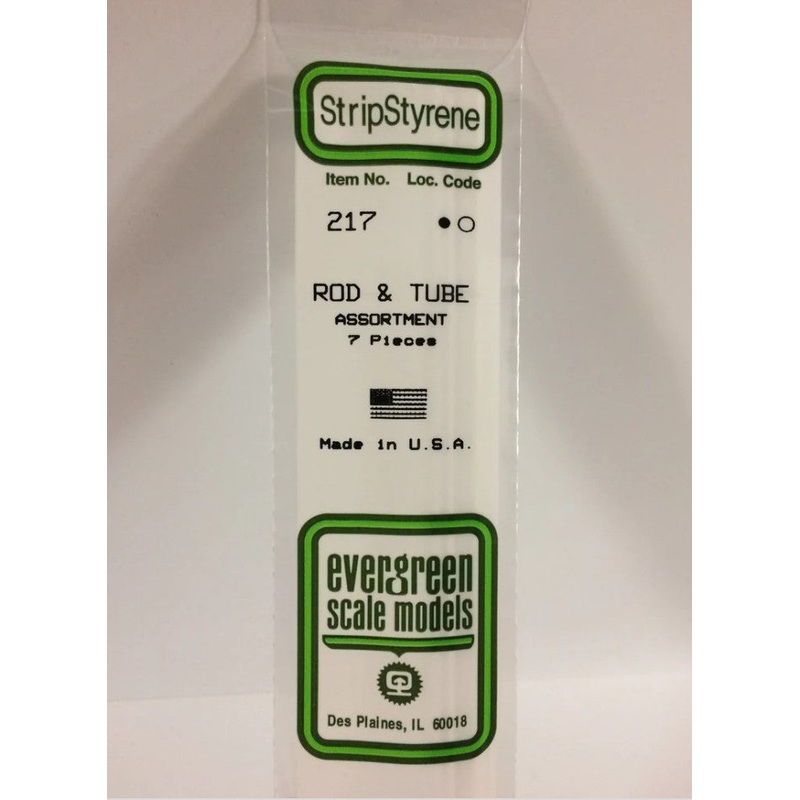 StripStyrene
Item No. Loc. Code
217
ROD & TUBE
ASSORTMENT
7 Pieces
Made in U.S.A.
evergreen
scale models
Des Plaines, IL 60018